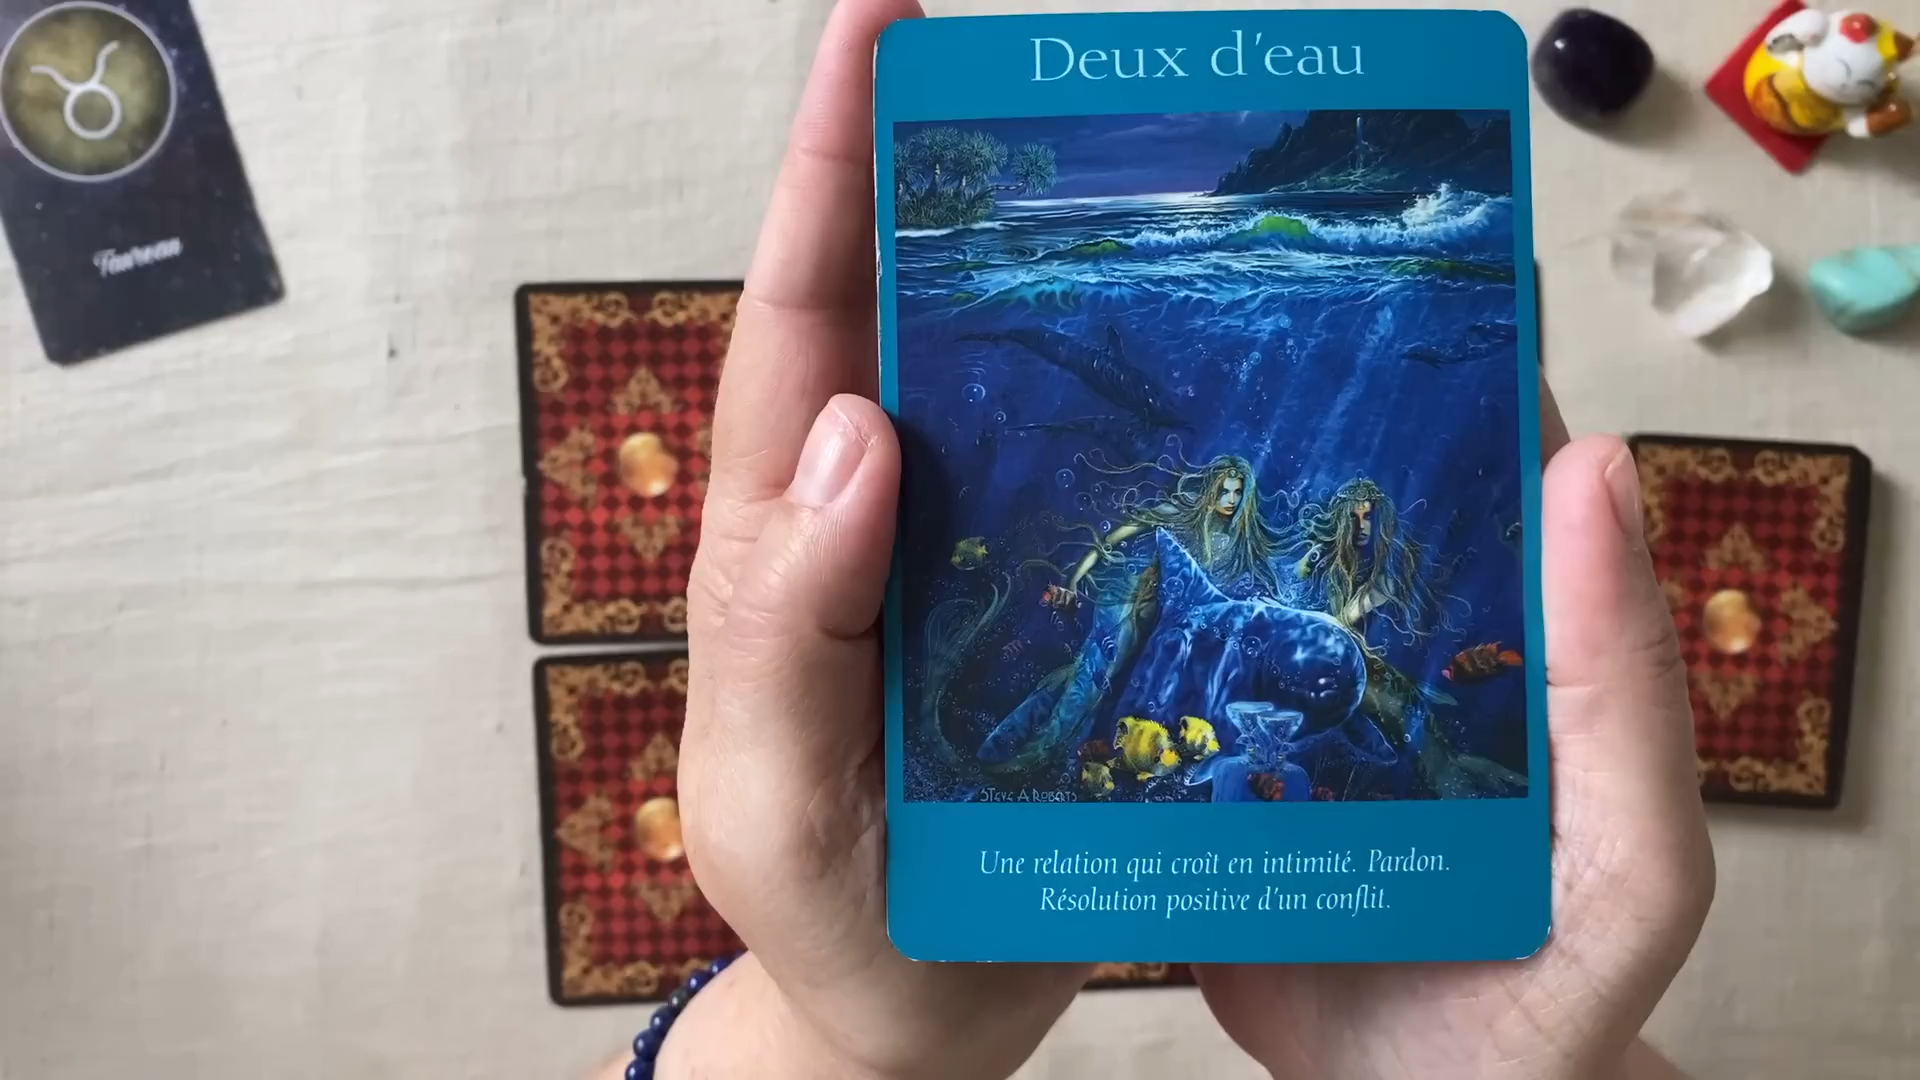 Deux d'eau
Taureau
STEVE A ROBERTS
Une relation qui croît en intimité. Pardon.
Résolution positive d'un conflit.